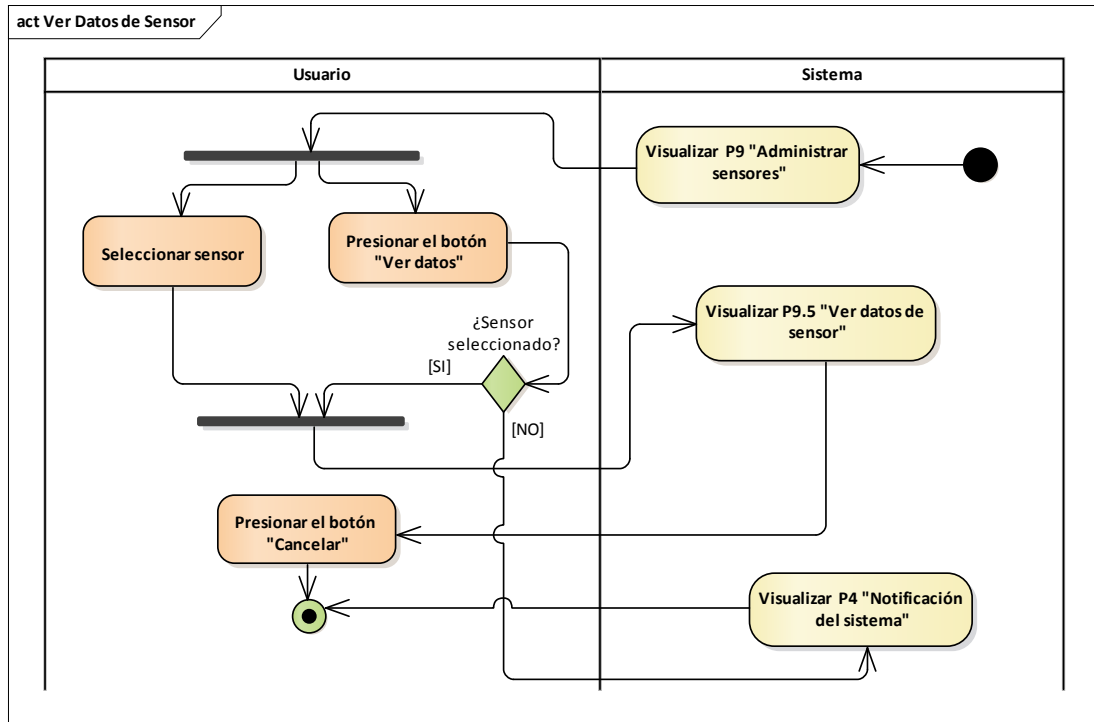 act Ver Datos de Sensor
Usuario
Sistema
Visualizar P9 "Administrar
sensores"
Seleccionar sensor
Presionar el botón
"Ver datos"
Visualizar P9.5 "Ver datos de
sensor"
¿Sensor
seleccionado?
[SI]
[NO]
Presionar el botón
"Cancelar"
Visualizar P4 "Notificación
del sistema"